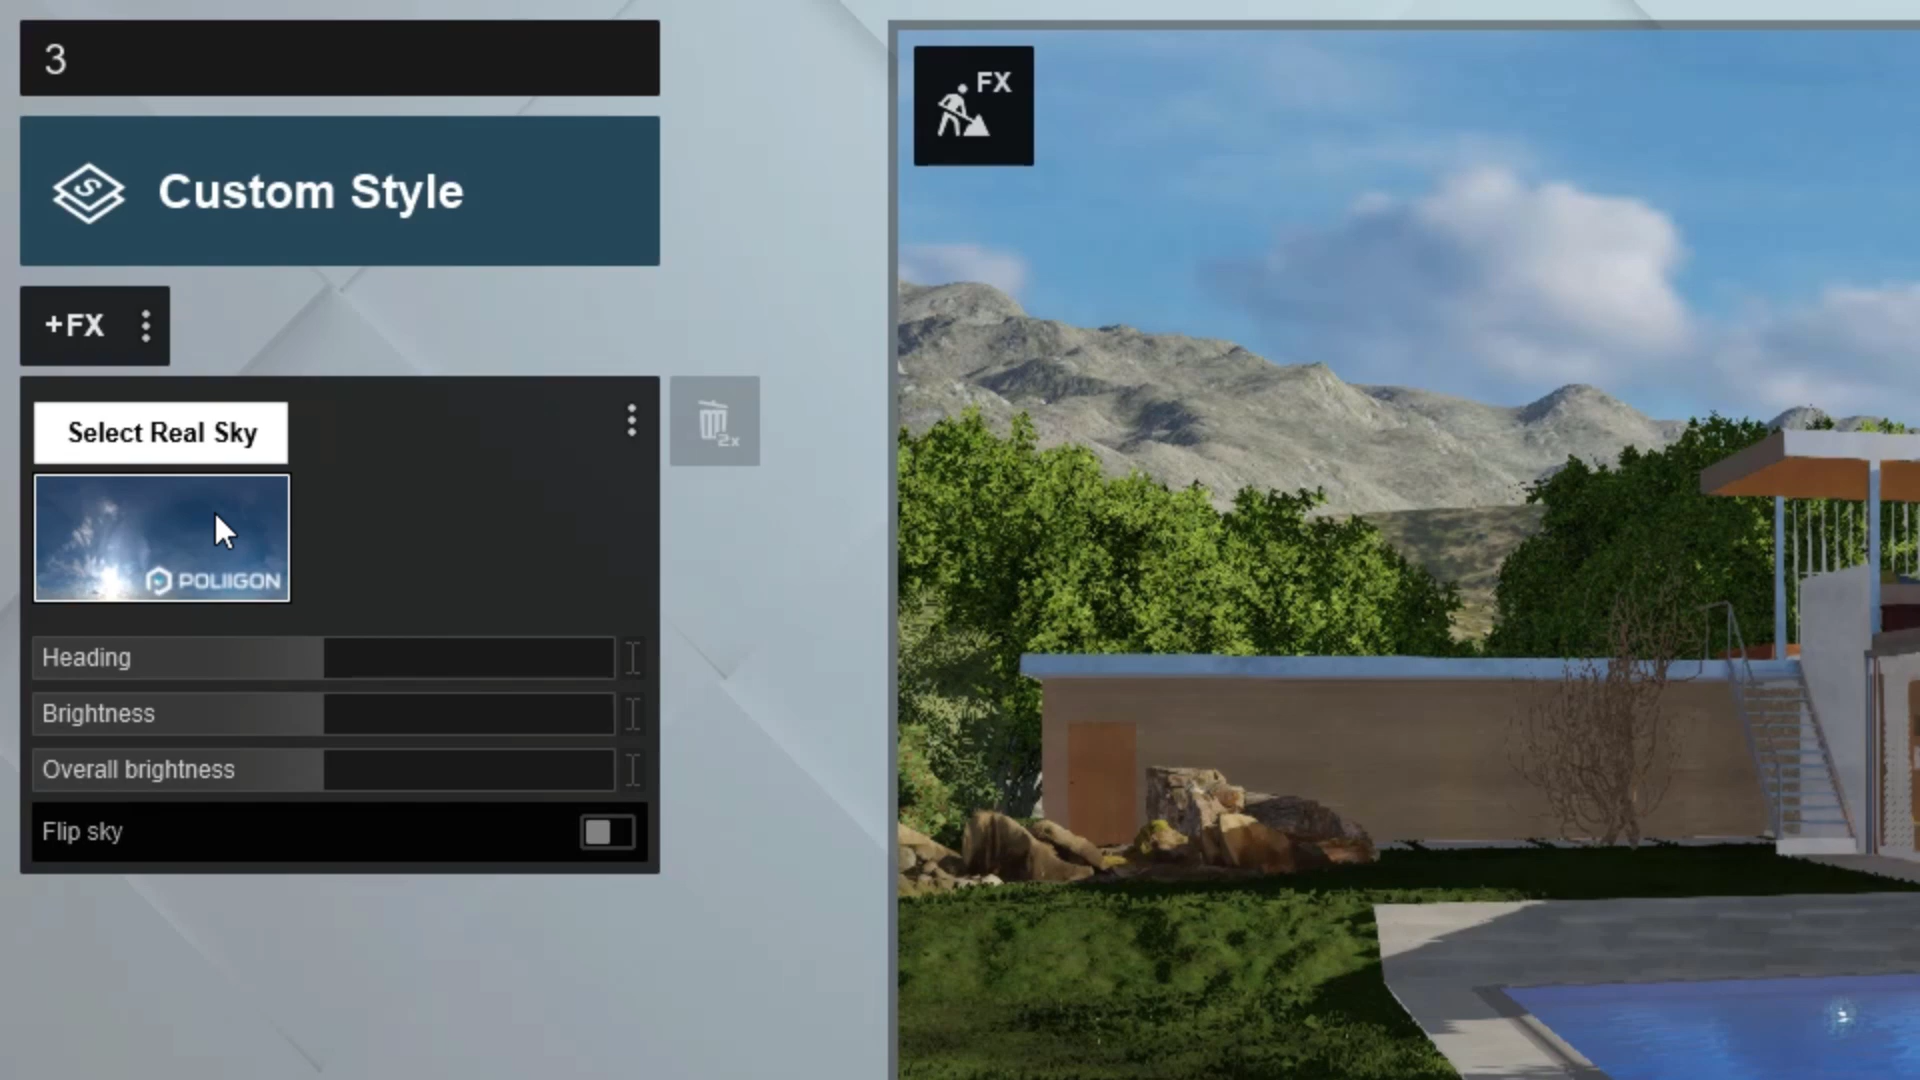 3
FX
Custom Style
+FX
Select Real Sky
2x
POLIIGON
Heading
Brightness
Overall brightness
Flip sky